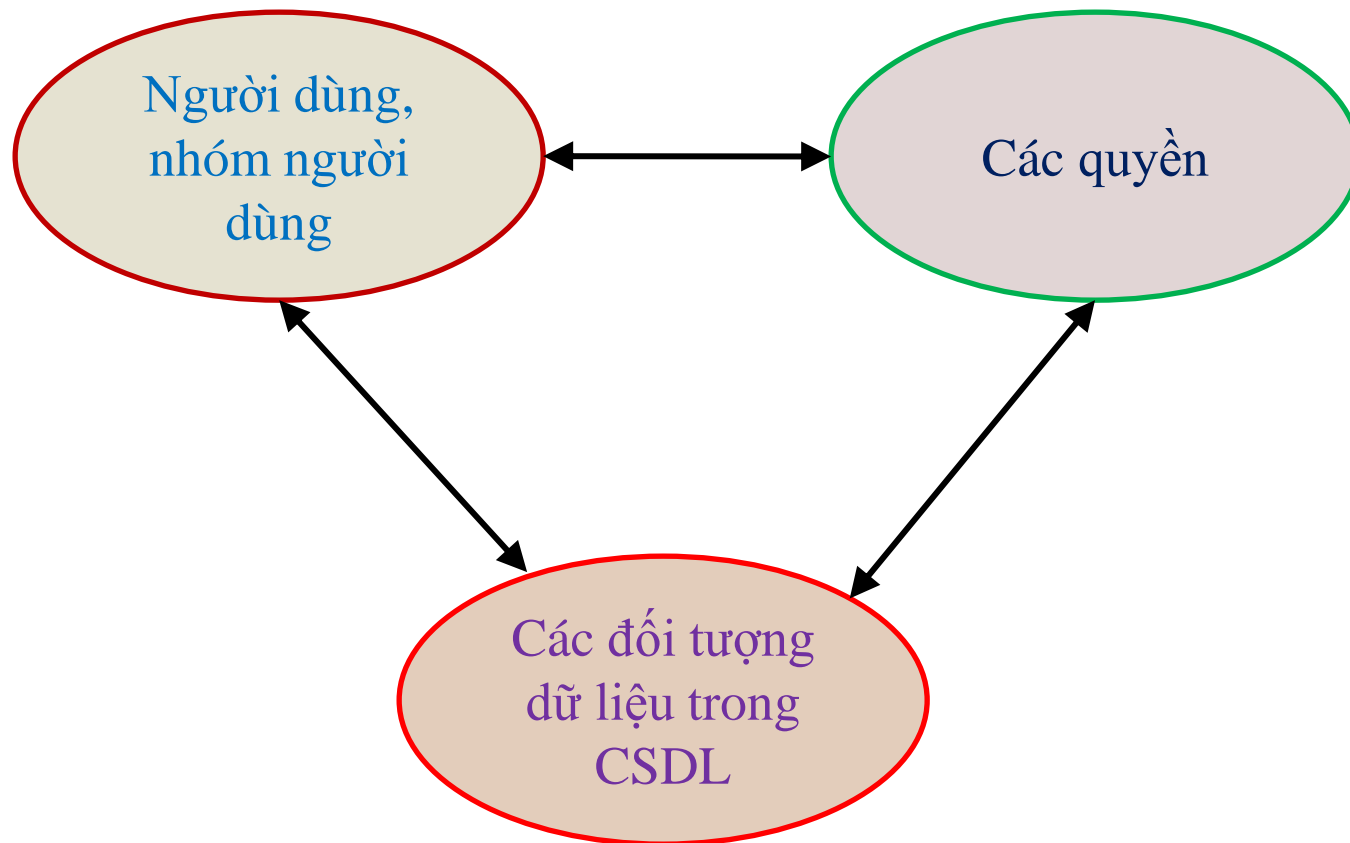 Người dùng,
nhóm người
dùng
Các quyền
Các đối tượng
dữ liệu trong
CSDL